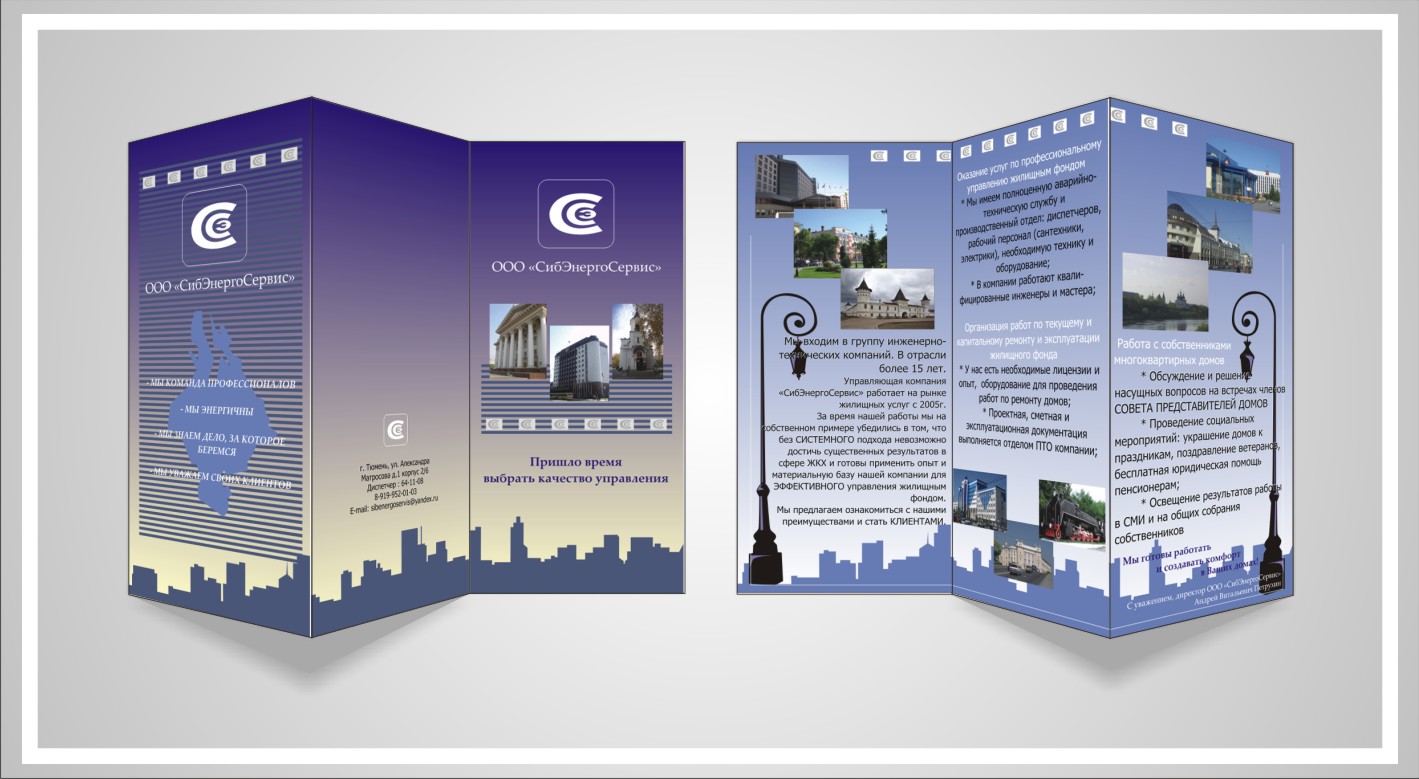 ООО «СибЭнергоСервис»
- МЫ КОМАНДА ПРОФЕССИОНАЛОВ
- МЫ ЭНЕРГИЧНЫ
- МЫ ЗНАЕМ ДЕЛО, ЗА КОТОРОЕ
БЕРЕМСЯ
- МЫ УВАЖАЕМ СВОИХ КЛИЕНТОВ
г. Тюмень, ул. Александра
Матросова д.1 корпус 2/6
Диспетчер : 64-11-08
8-919-952-01-03
E-mail: sibenergoservis@yandex.ru
ООО «СибЭнергоСервис»
Пришло время
выбрать качество управления
Мы входим в группу инженерно-
технических компаний. В отрасли
более 15 лет.
Управляющая компания
«СибЭнергоСервис» работает на рынке
жилищных услуг с 2005г.
За время нашей работы мы на
собственном примере убедились в том, что
без СИСТЕМНОГО подхода невозможно
достичь существенных результатов в
сфере ЖКХ и готовы применить опыт и
материальную базу нашей компании для
ЭФФЕКТИВНОГО управления жилищным
фондом.
Мы предлагаем ознакомиться с нашими
преимуществами и стать КЛИЕНТАМИ.
Оказание услуг по профессиональному
управлению жилищным фондом
* Мы имеем полноценную аварийно-
техническую службу и
производственный отдел: диспетчеров,
рабочий персонал (сантехники,
электрики), необходимую технику и
оборудование;
* В компании работают квали-
фицированные инженеры и мастера;
Организация работ по текущему и
капитальному ремонту и эксплуатации
жилищного фонда
* У нас есть необходимые лицензии и
опыт, оборудование для проведения
работ по ремонту домов;
* Проектная, сметная и
эксплуатационная документация
выполняется отделом ПТО компании;
Работа с собственниками
многоквартирных домов
* Обсуждение и решение
насущных вопросов на встречах членов
СОВЕТА ПРЕДСТАВИТЕЛЕЙ ДОМОВ
* Проведение социальных
мероприятий: украшение домов к
праздникам, поздравление ветеранов,
бесплатная юридическая помощь
пенсионерам;
* Освещение результатов работы
в СМИ и на общих собрания
собственников
Мы готовы работать
и создавать комфорт
в Ваших домах!
С уважением, директор ООО «СибЭнергоСервис»
Андрей Витальевич Петрухин